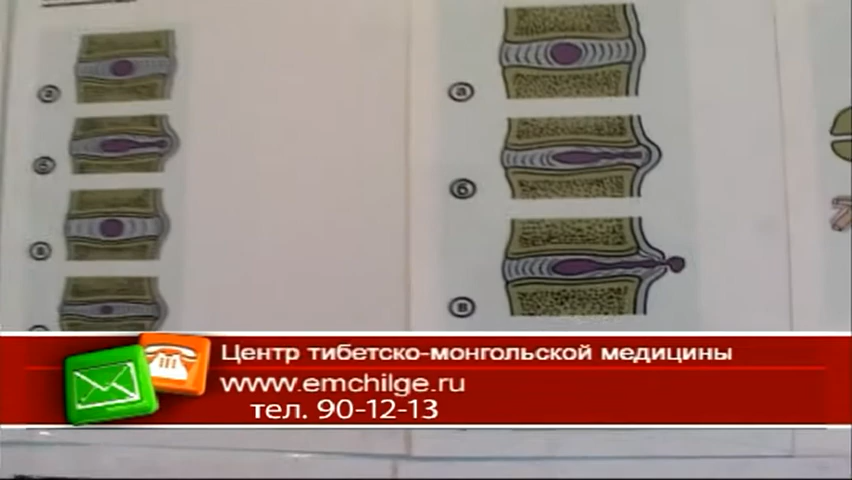 а
б
в
а
б
в
Центр тибетско-монгольской медицины
www.emchilge.ru
тел. 90-12-13